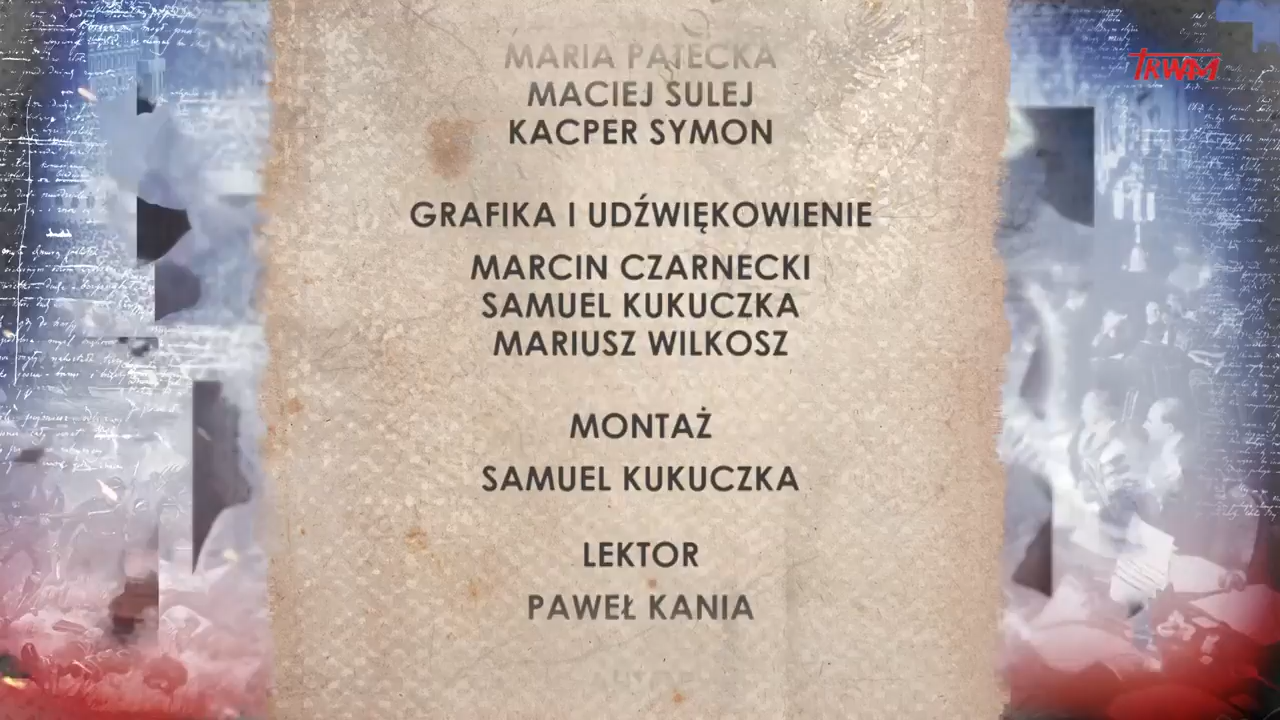 MARIA PAŁECKA
MACIEJ SULEJ
KACPER SYMON
GRAFIKA I UDŹWIĘKOWIENIE
MARCIN CZARNECKI
SAMUEL KUKUCZKA
MARIUSZ WILKOSZ
MONTAŻ
SAMUEL KUKUCZKA
LEKTOR
PAWEŁ KANIA
TRWAM